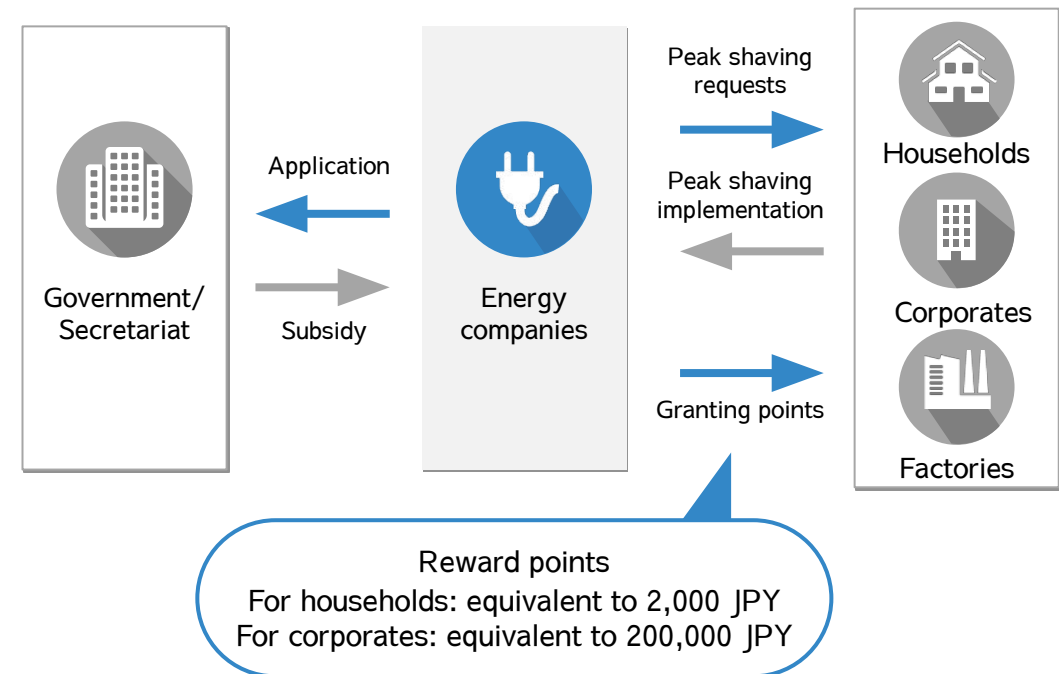 Government/
Secretariat
Application
Subsidy
Energy
companies
Peak shaving
requests
Peak shaving
implementation
Granting points
Households
Corporates
Factories
Reward points
For households: equivalent to 2,000 JPY
For corporates: equivalent to 200,000 JPY